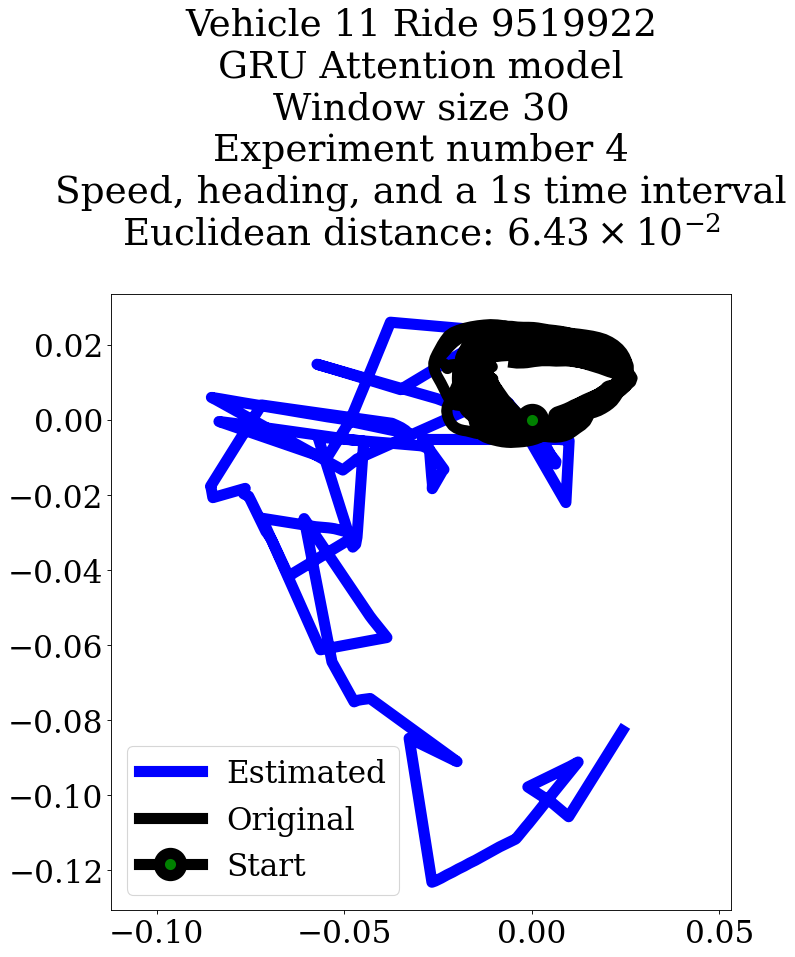 Vehicle 11 Ride 9519922
GRU Attention model
Window size 30
Experiment number 4
Speed, heading, and a 1s time interval
Euclidean distance: 6.43 × 10⁻²
0.02
0.00
−0.02
−0.04
−0.06
−0.08
−0.10
−0.12
Estimated
Original
Start
−0.10 −0.05 0.00 0.05